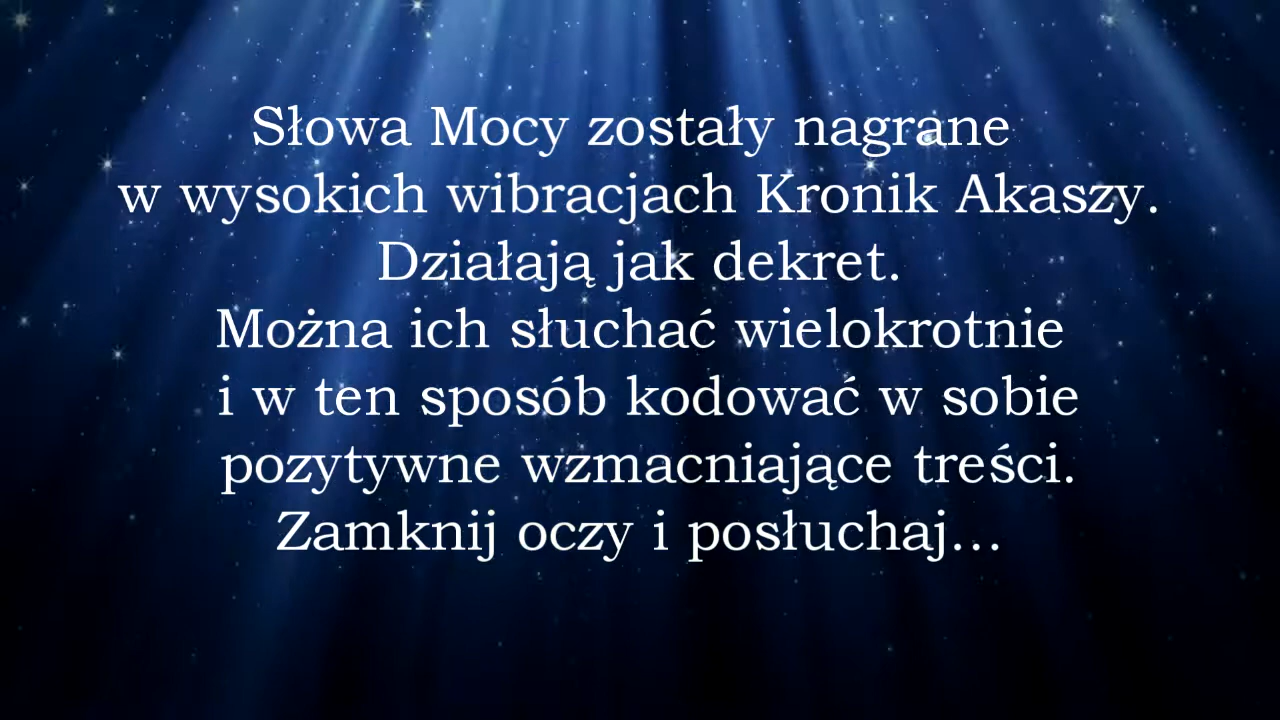 Słowa Mocy zostały nagrane
w wysokich wibracjach Kronik Akaszy.
Działają jak dekret.
Można ich słuchać wielokrotnie
i w ten sposób kodować w sobie
pozytywne wzmacniające treści.
Zamknij oczy i posłuchaj...